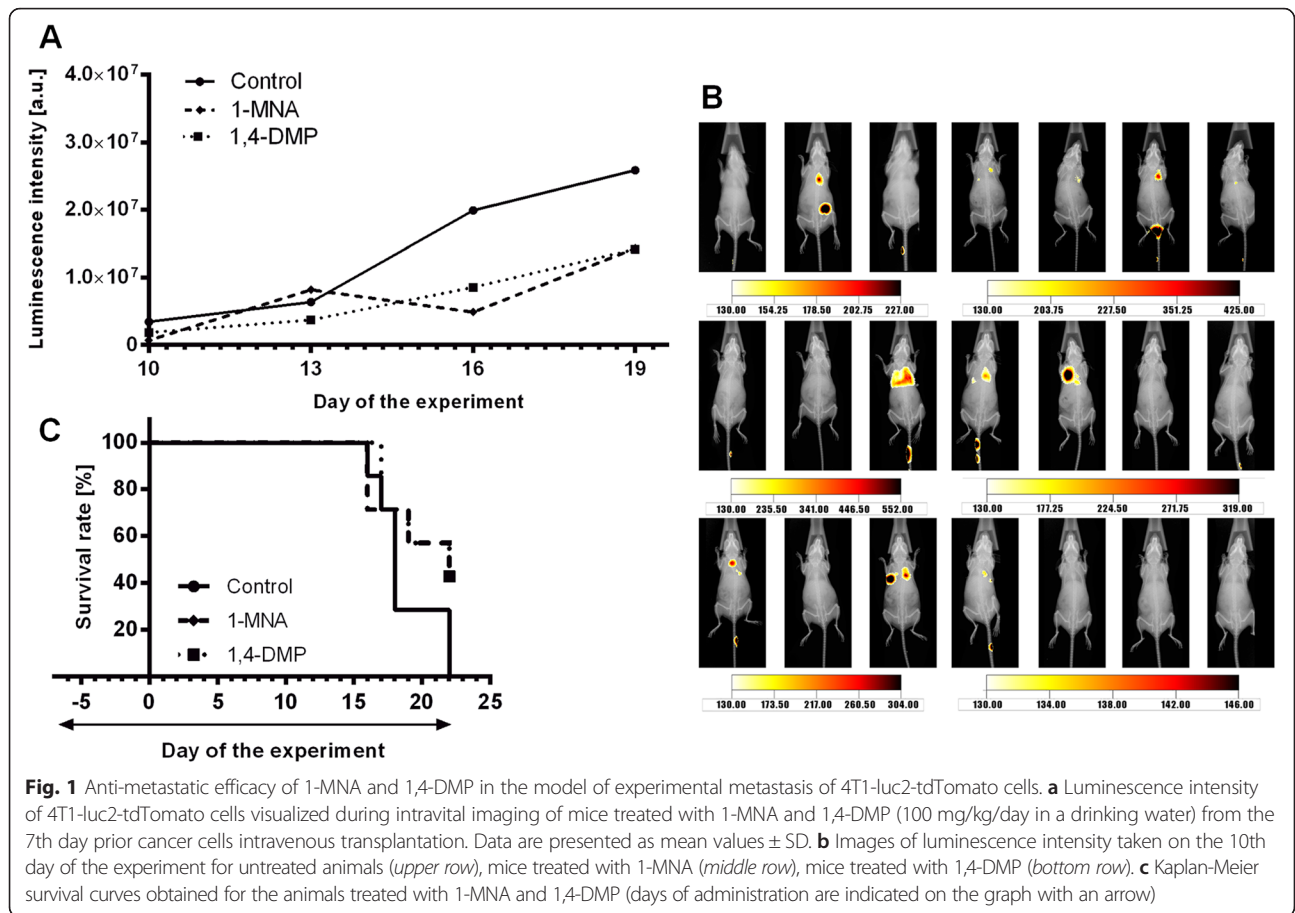 A
4.0×10⁷
3.0×10⁷
2.0×10⁷
1.0×10⁷
0
Luminescence intensity [a.u.]
Control
1-MNA
1,4-DMP
10 13 16 19
Day of the experiment
B
130.00 154.25 178.50 202.75 227.00
130.00 203.75 227.50 351.25 425.00
130.00 235.50 341.00 446.50 552.00
130.00 177.25 224.50 271.75 319.00
130.00 173.50 217.00 260.50 304.00
130.00 134.00 138.00 142.00 146.00
C
100
80
60
40
20
Survival rate [%]
Control
1-MNA
1,4-DMP
-5 0 5 10 15 20 25
Day of the experiment
Fig. 1 Anti-metastatic efficacy of 1-MNA and 1,4-DMP in the model of experimental metastasis of 4T1-luc2-tdTomato cells. a Luminescence intensity
of 4T1-luc2-tdTomato cells visualized during intravital imaging of mice treated with 1-MNA and 1,4-DMP (100 mg/kg/day in a drinking water) from the
7th day prior cancer cells intravenous transplantation. Data are presented as mean values ± SD. b Images of luminescence intensity taken on the 10th
day of the experiment for untreated animals (upper row), mice treated with 1-MNA (middle row), mice treated with 1,4-DMP (bottom row). c Kaplan-Meier
survival curves obtained for the animals treated with 1-MNA and 1,4-DMP (days of administration are indicated on the graph with an arrow)